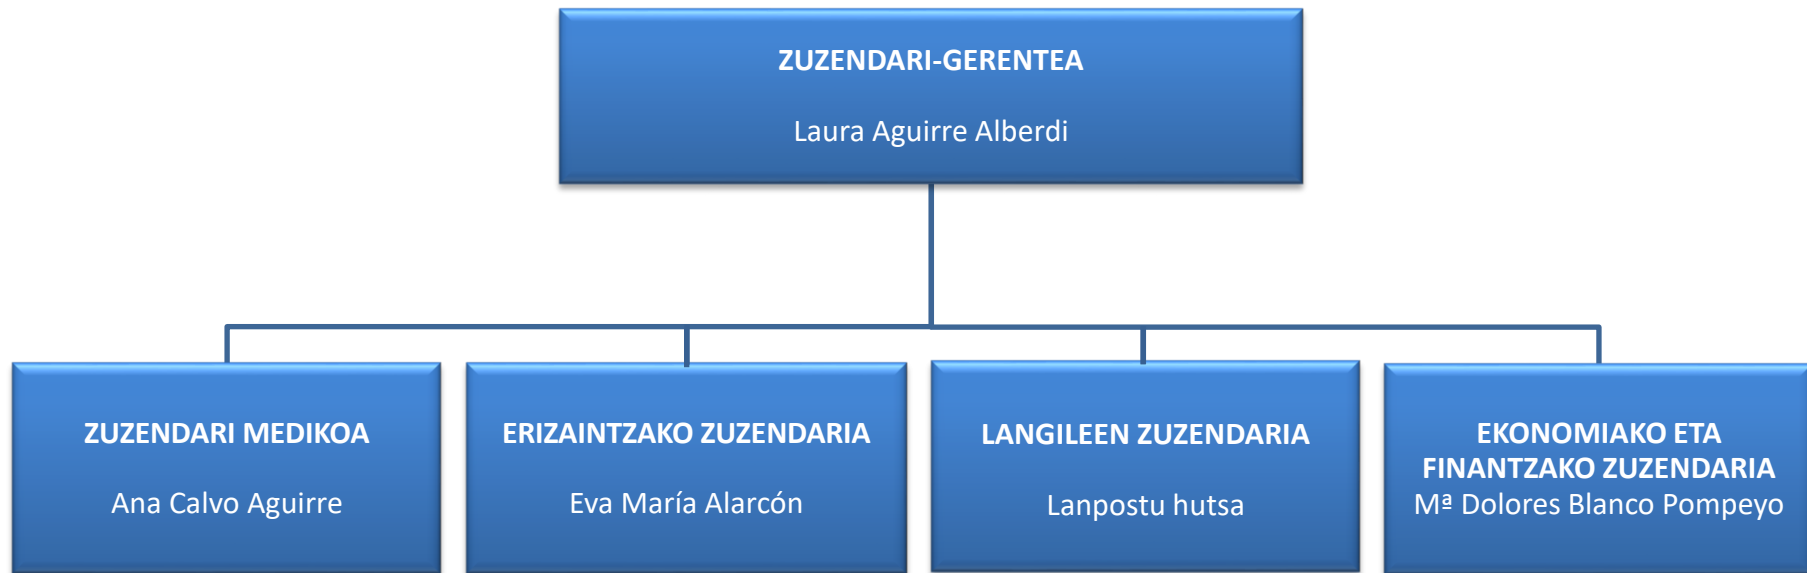 ZUZENDARI-GERENTEA
Laura Aguirre Alberdi
ZUZENDARI MEDIKOA
Ana Calvo Aguirre
ERIZAINTZAKO ZUZENDARIA
Eva María Alarcón
LANGILEEN ZUZENDARIA
Lanpostu hutsa
EKONOMIAKO ETA
FINANTZAKO ZUZENDARIA
Mª Dolores Blanco Pompeyo